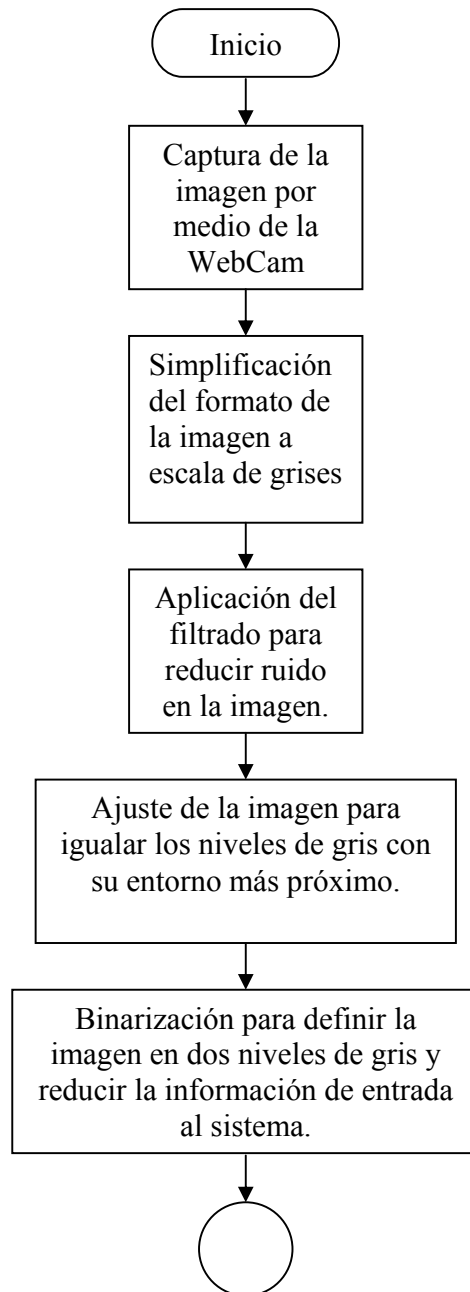 Inicio
Captura de la
imagen por
medio de la
WebCam
Simplificación
del formato de
la imagen a
escala de grises
Aplicación del
filtrado para
reducir ruido
en la imagen.
Ajuste de la imagen para
igualar los niveles de gris con
su entorno más próximo.
Binarización para definir la
imagen en dos niveles de gris y
reducir la información de entrada
al sistema.